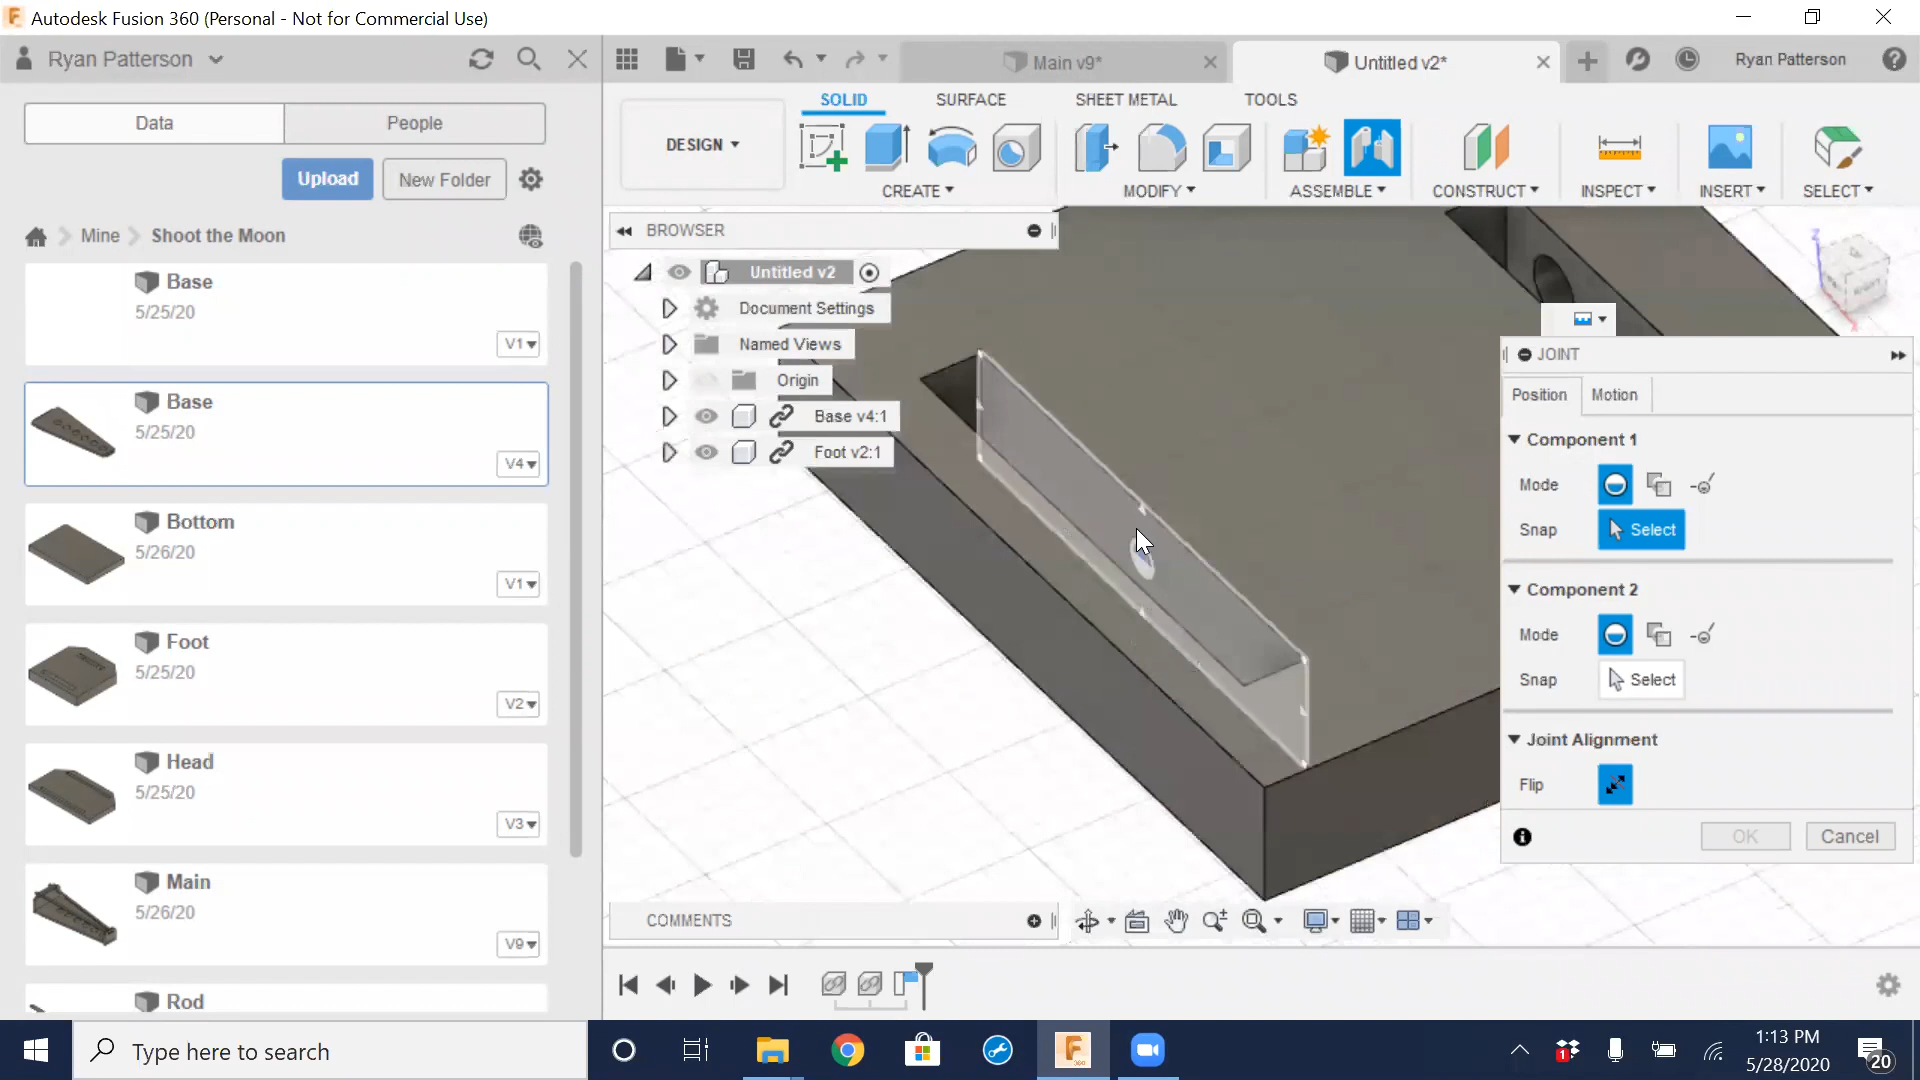 Autodesk Fusion 360 (Personal - Not for Commercial Use)
Ryan Patterson
Main v9*
Untitled v2*
Ryan Patterson
Data
People
SOLID
SURFACE
SHEET METAL
TOOLS
DESIGN
Upload
New Folder
CREATE
MODIFY
ASSEMBLE
CONSTRUCT
INSPECT
INSERT
SELECT
Mine
Shoot the Moon
BROWSER
Base
5/25/20
V1
Untitled v2
Document Settings
Named Views
Origin
Base v4:1
Foot v2:1
Base
5/25/20
V4
Bottom
5/26/20
V1
Foot
5/25/20
V2
Head
5/25/20
V3
Main
5/26/20
V9
Rod
JOINT
Position
Motion
Component 1
Mode
Snap
Select
Component 2
Mode
Snap
Select
Joint Alignment
Flip
OK
Cancel
COMMENTS
Type here to search
1:13 PM
5/28/2020
F
360
1
20